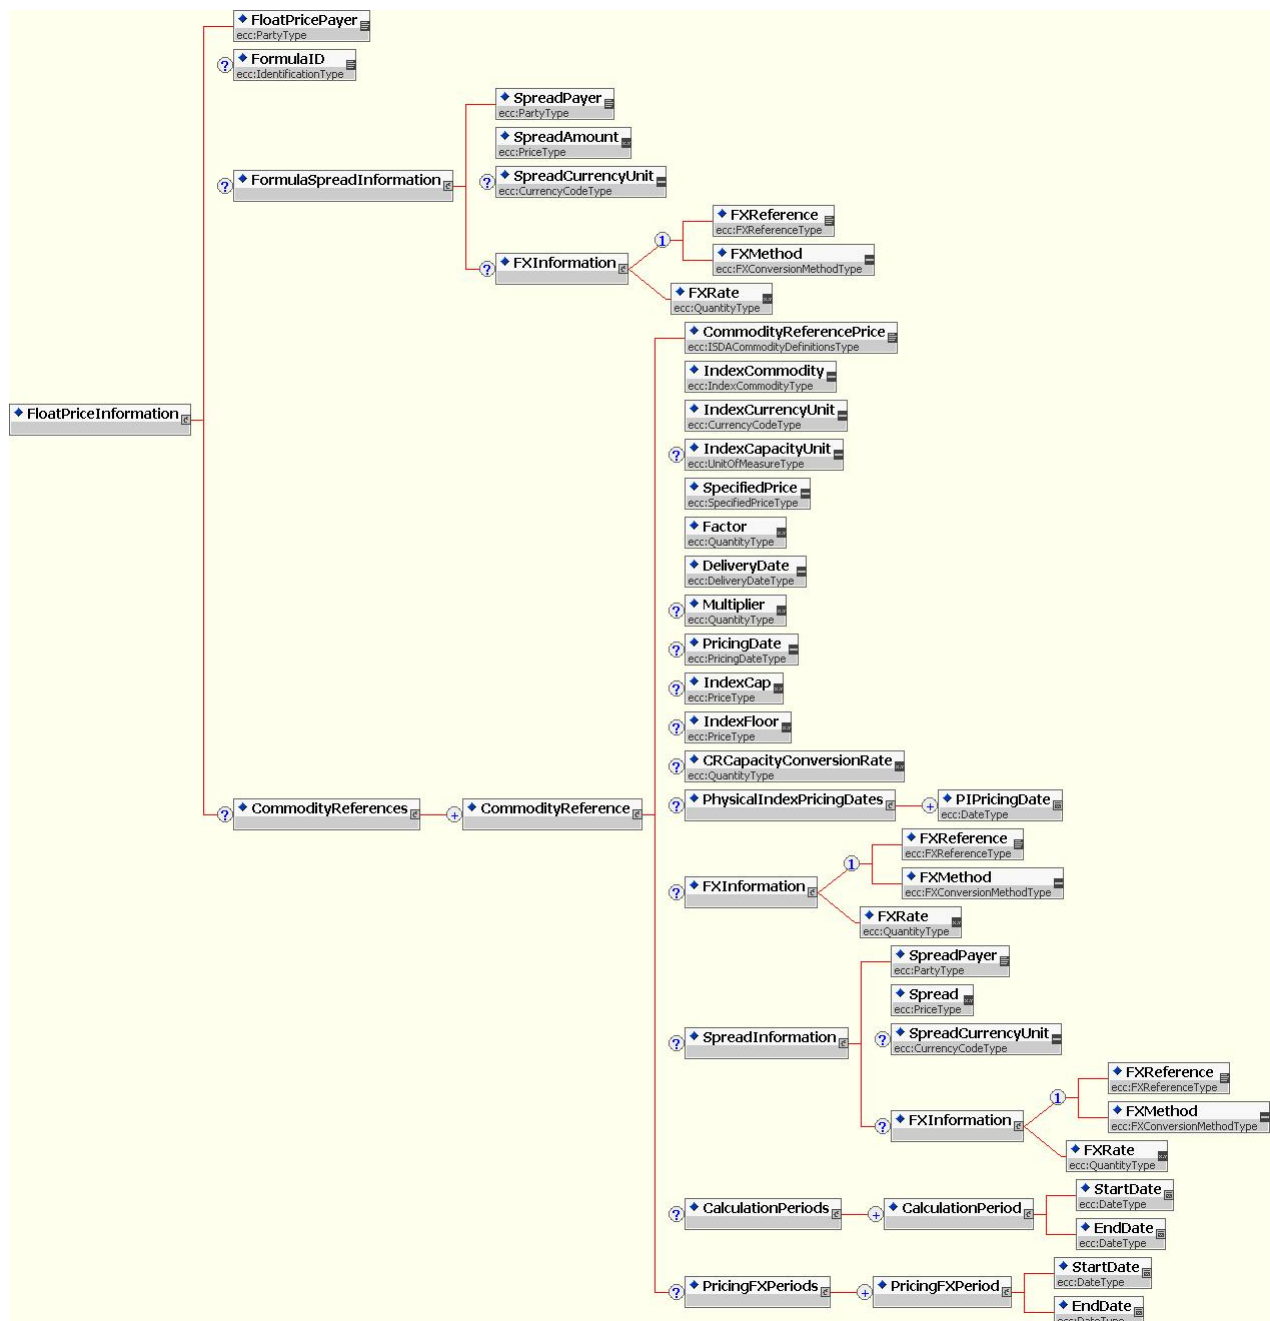 FloatPricePayer
ecc:PartyType
? FormulaID
ecc:IdentificationType
SpreadPayer
ecc:PartyType
SpreadAmount
ecc:PriceType
? FormulaSpreadInformation
? SpreadCurrencyUnit
ecc:CurrencyCodeType
FXReference
ecc:FXReferenceType
1
? FXInformation
FXMethod
ecc:FXConversionMethodType
FXRate
ecc:QuantityType
CommodityReferencePrice
ecc:ISDACommodityDefinitionsType
IndexCommodity
ecc:IndexCommodityType
FloatPriceInformation
IndexCurrencyUnit
ecc:CurrencyCodeType
? IndexCapacityUnit
ecc:UnitOfMeasureType
SpecifiedPrice
ecc:SpecifiedPriceType
Factor
ecc:QuantityType
DeliveryDate
ecc:DeliveryDateType
? Multiplier
ecc:QuantityType
? PricingDate
ecc:PricingDateType
? IndexCap
ecc:PriceType
? IndexFloor
ecc:PriceType
? CRCapacityConversionRate
ecc:QuantityType
? CommodityReferences
+ CommodityReference
? PhysicalIndexPricingDates
+ PIPricingDate
ecc:DateType
FXReference
ecc:FXReferenceType
1
? FXInformation
FXMethod
ecc:FXConversionMethodType
FXRate
ecc:QuantityType
SpreadPayer
ecc:PartyType
Spread
ecc:PriceType
? SpreadInformation
? SpreadCurrencyUnit
ecc:CurrencyCodeType
FXReference
ecc:FXReferenceType
1
? FXInformation
FXMethod
ecc:FXConversionMethodType
FXRate
ecc:QuantityType
? CalculationPeriods
+ CalculationPeriod
StartDate
ecc:DateType
EndDate
ecc:DateType
? PricingFXPeriods
+ PricingFXPeriod
StartDate
ecc:DateType
EndDate
ecc:DateType